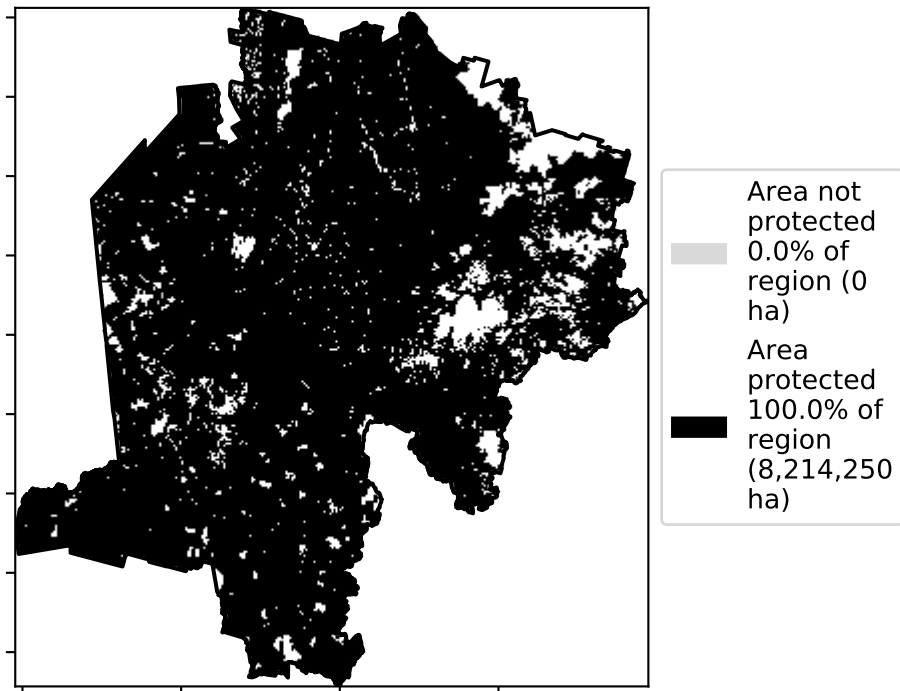 Area not
protected
0.0% of
region (0
ha)
Area
protected
100.0% of
region
(8,214,250
ha)